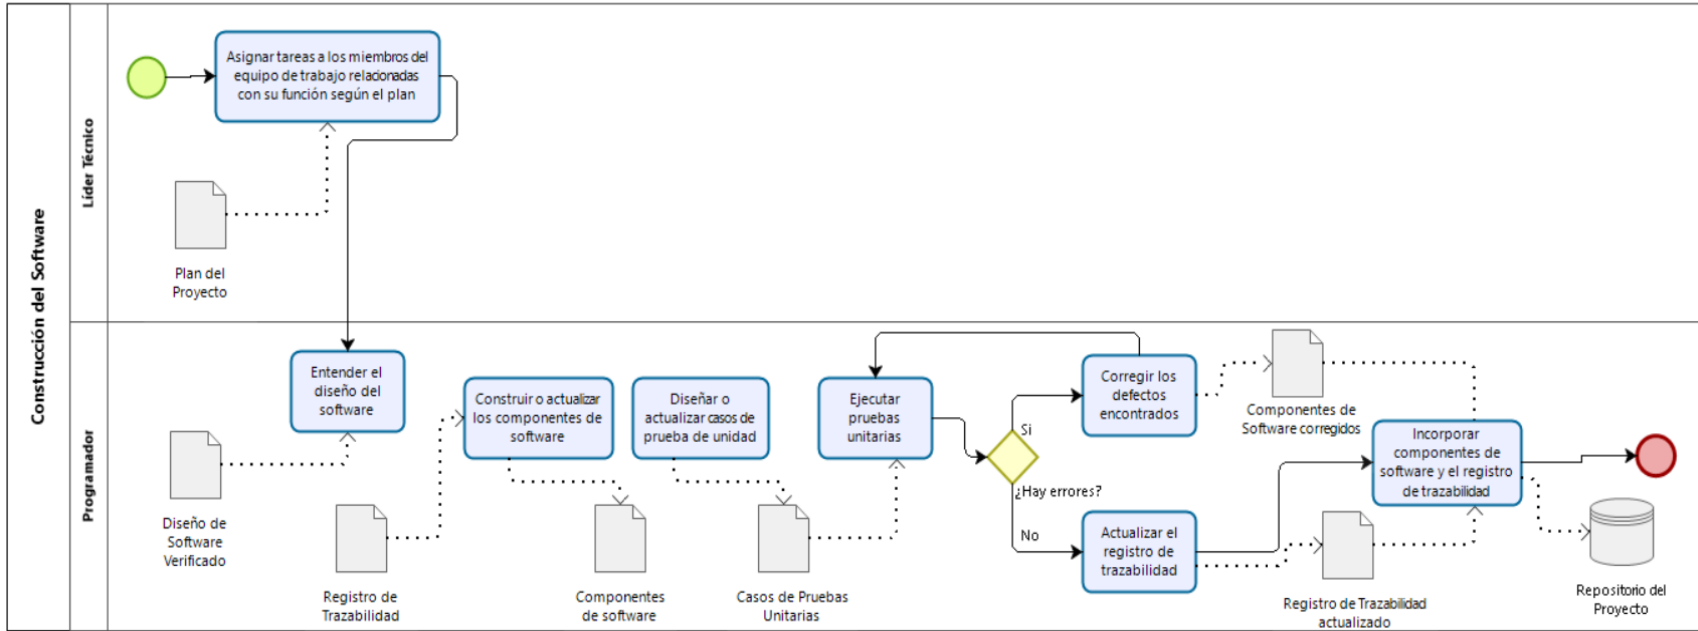 Construcción del Software
Líder Técnico
Asignar tareas a los miembros del
equipo de trabajo relacionadas
con su función según el plan
Plan del
Proyecto
Programador
Entender el
diseño del
software
Diseño de
Software
Verificado
Registro de
Trazabilidad
Construir o actualizar
los componentes de
software
Componentes
de software
Diseñar o
actualizar casos de
prueba de unidad
Casos de Pruebas
Unitarias
Ejecutar
pruebas
unitarias
Si
¿Hay errores?
No
Corregir los
defectos
encontrados
Componentes de
Software corregidos
Actualizar el
registro de
trazabilidad
Registro de Trazabilidad
actualizado
Incorporar
componentes de
software y el registro
de trazabilidad
Repositorio del
Proyecto